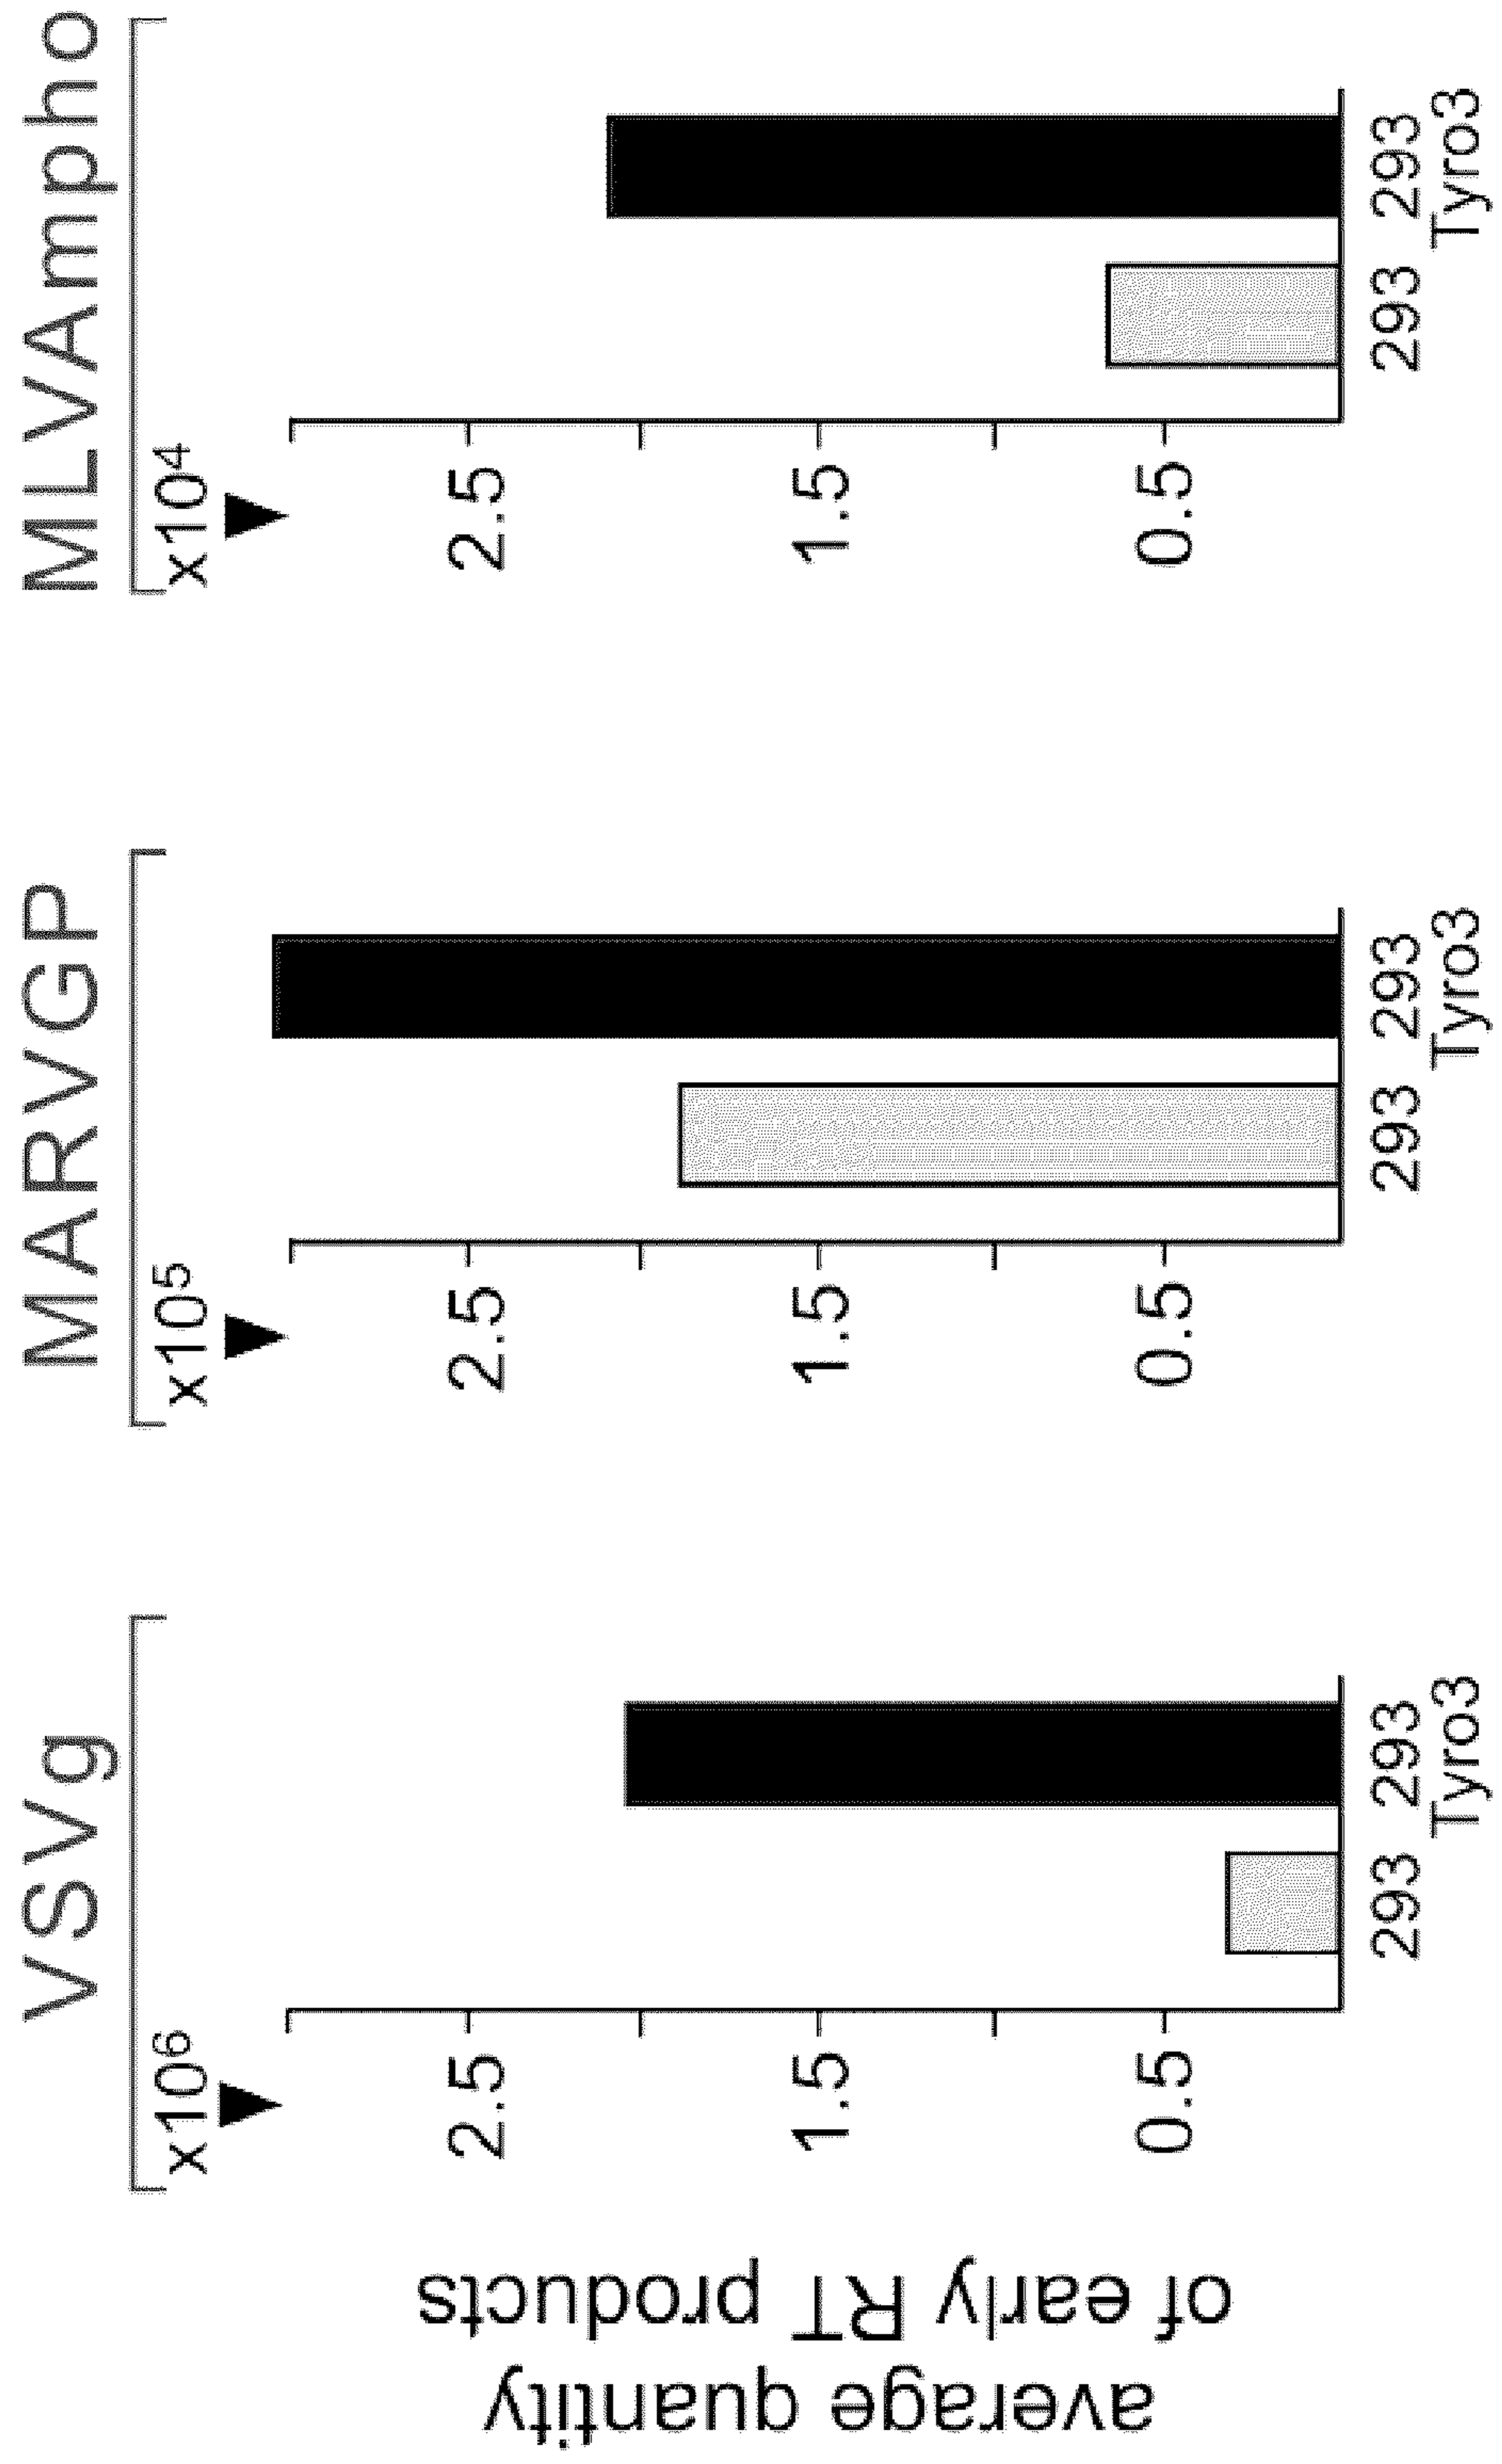 average quantity
of early RT products
VSVg
x10⁶
2.5
1.5
0.5
293
293
Tyro3
MARVGP
x10⁵
2.5
1.5
0.5
293
293
Tyro3
MLVAmpho
x10⁴
2.5
1.5
0.5
293
293
Tyro3